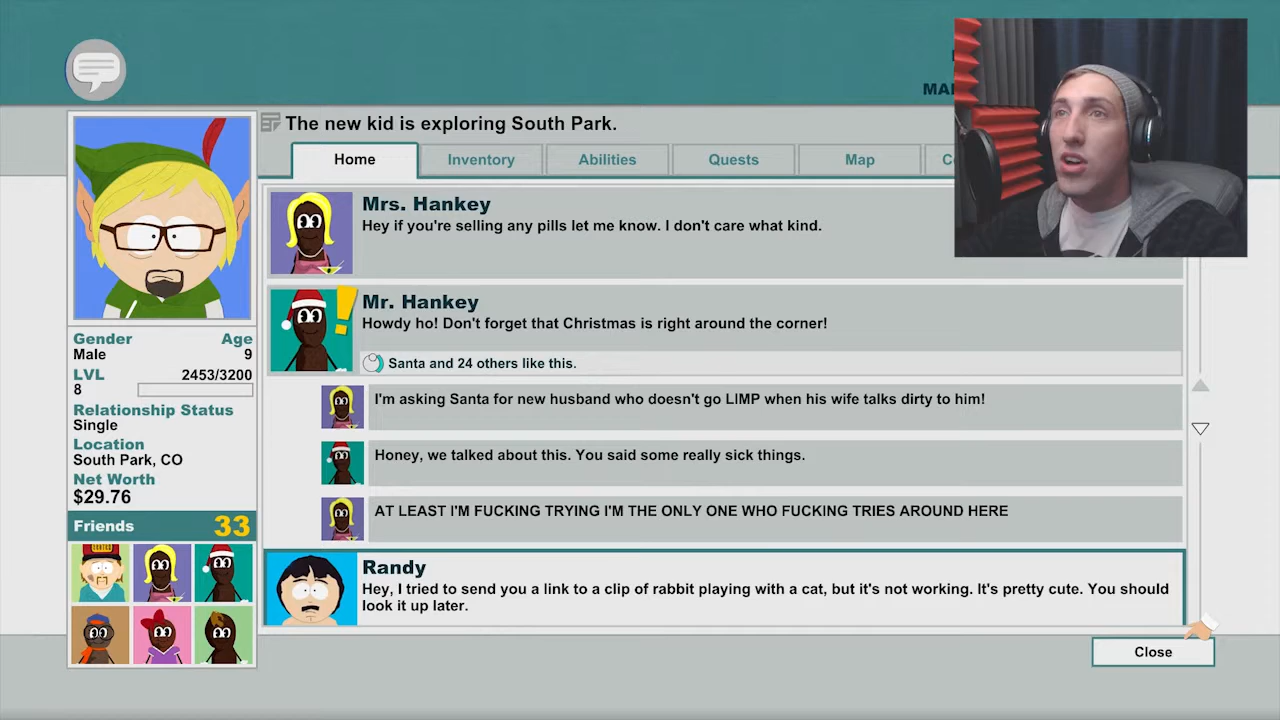 MA
The new kid is exploring South Park.
Home
Inventory
Abilities
Quests
Map
Mrs. Hankey
Hey if you're selling any pills let me know. I don't care what kind.
Mr. Hankey
Howdy ho! Don't forget that Christmas is right around the corner!
Santa and 24 others like this.
I'm asking Santa for new husband who doesn't go LIMP when his wife talks dirty to him!
Honey, we talked about this. You said some really sick things.
AT LEAST I'M FUCKING TRYING I'M THE ONLY ONE WHO FUCKING TRIES AROUND HERE
Randy
Hey, I tried to send you a link to a clip of rabbit playing with a cat, but it's not working. It's pretty cute. You should
look it up later.
Gender Age
Male 9
LVL 2453/3200
8
Relationship Status
Single
Location
South Park, CO
Net Worth
$29.76
Friends 33
Close